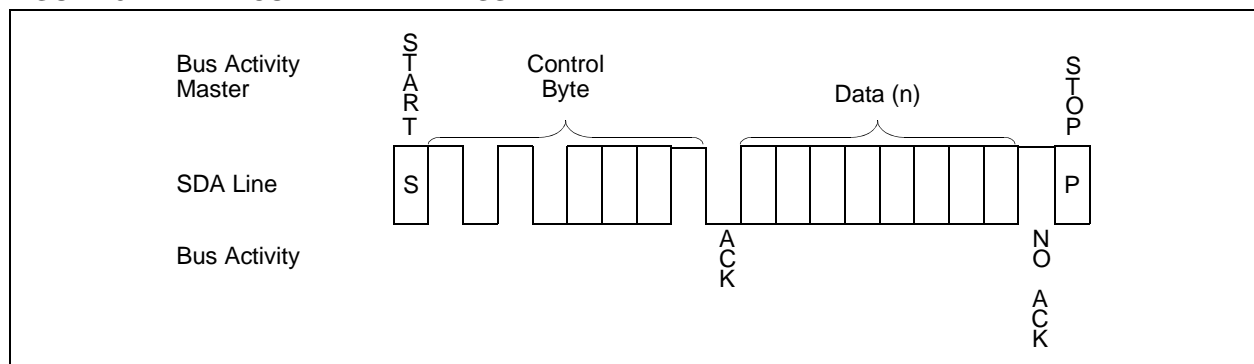 Bus Activity
Master
START
Control
Byte
Data (n)
STOP
SDA Line
S
P
Bus Activity
ACK
NO ACK